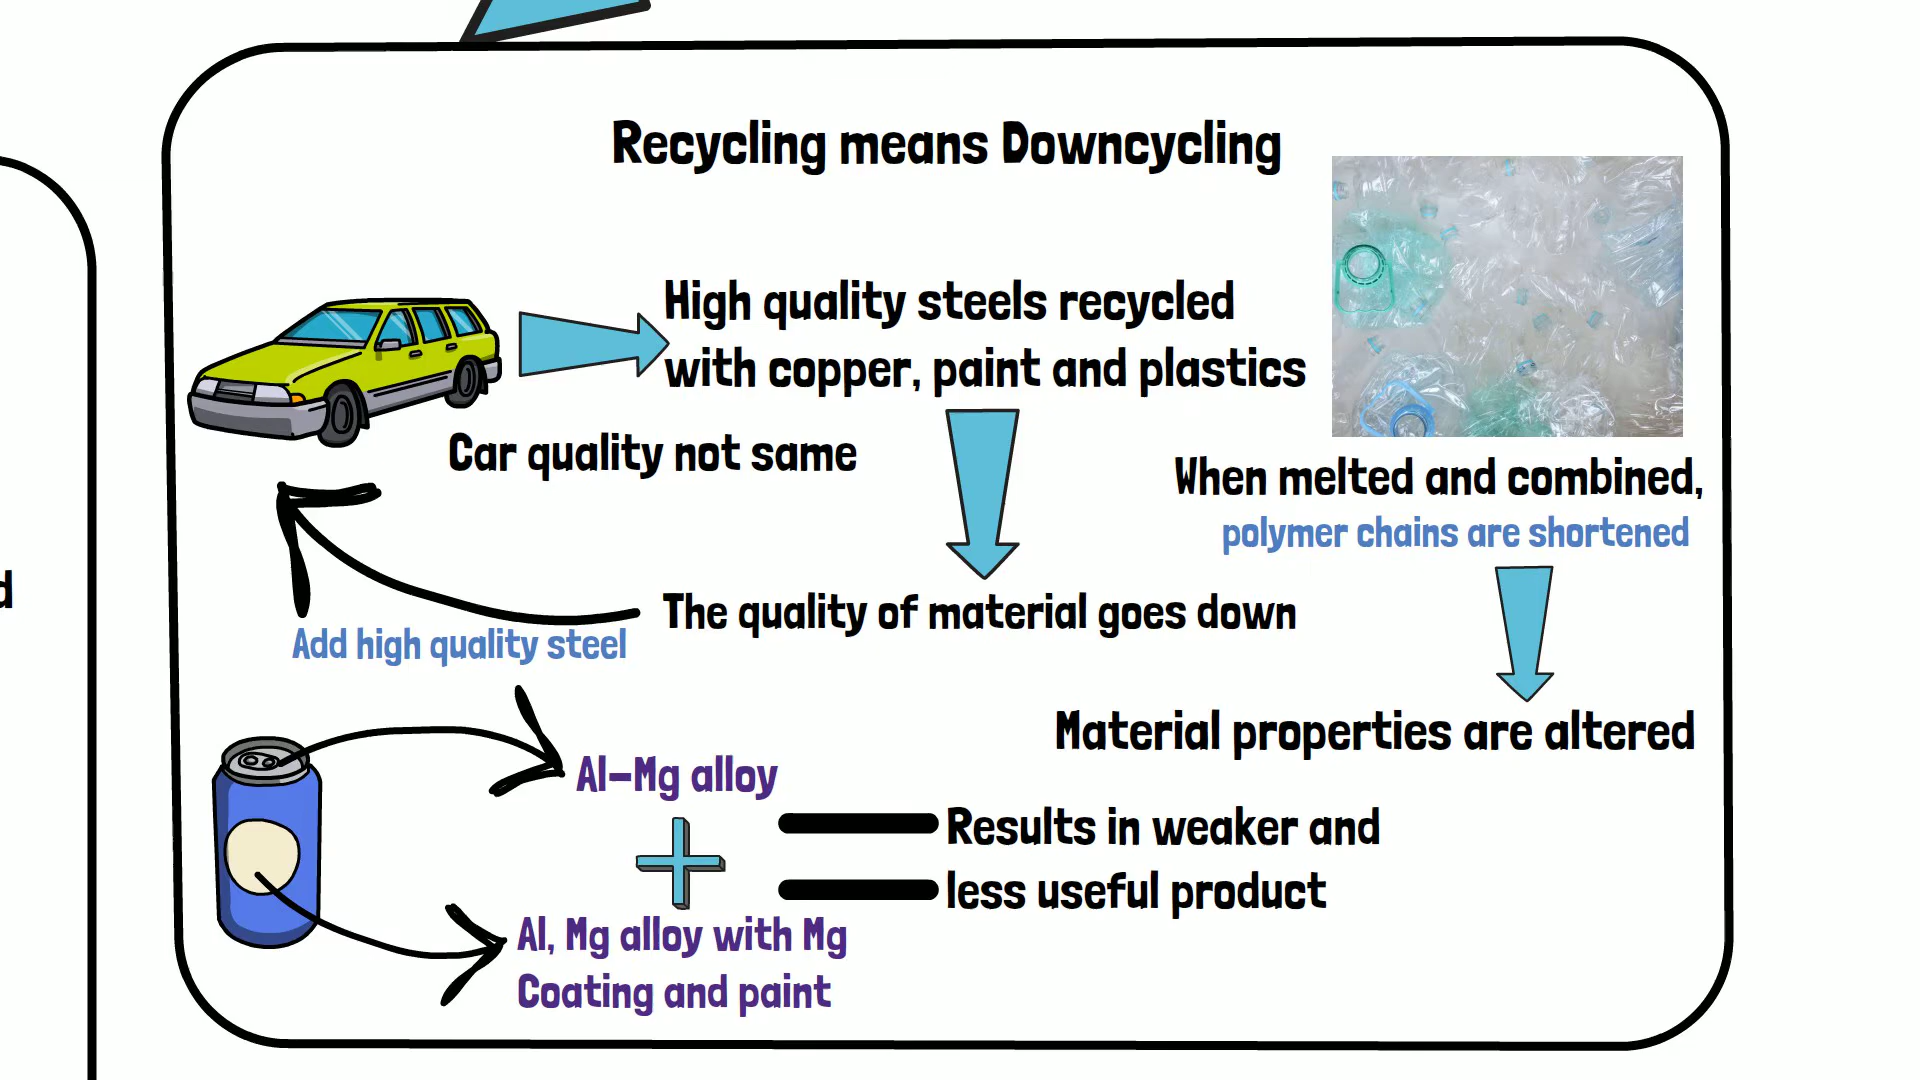 Recycling means Downcycling
High quality steels recycled
with copper, paint and plastics
Car quality not same
When melted and combined,
polymer chains are shortened
The quality of material goes down
Add high quality steel
Material properties are altered
Al-Mg alloy
Results in weaker and
less useful product
Al, Mg alloy with Mg
Coating and paint
d